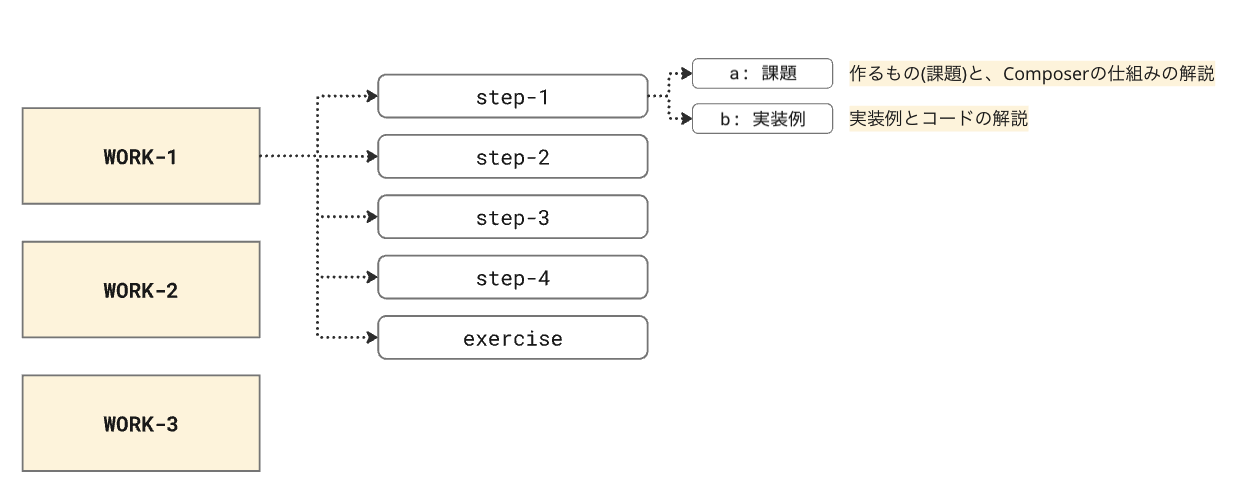 WORK-1
WORK-2
WORK-3
step-1
step-2
step-3
step-4
exercise
a: 課題 作るもの(課題)と、Composerの仕組みの解説
b: 実装例 実装例とコードの解説